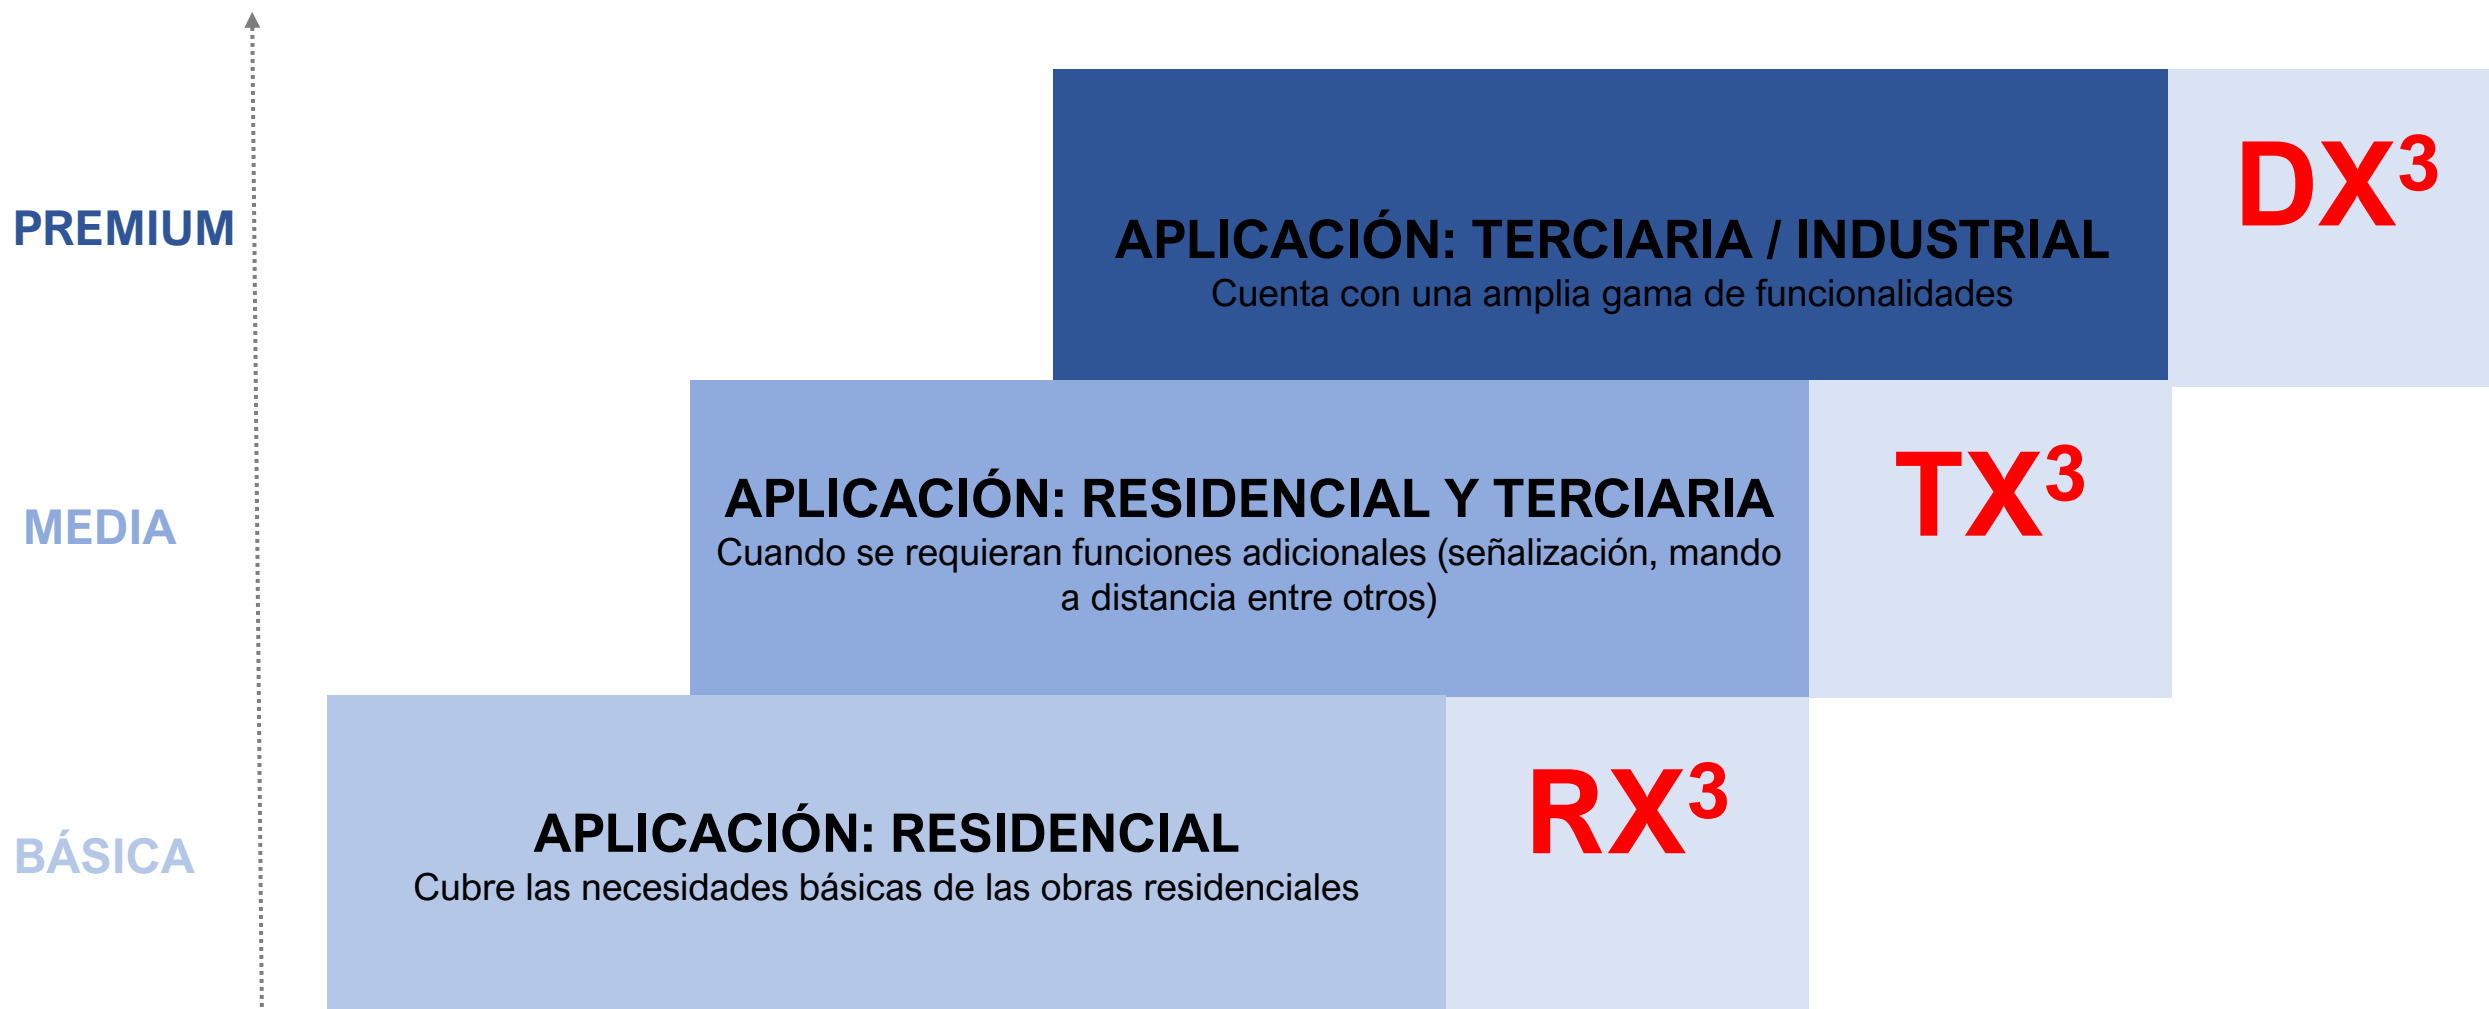 PREMIUM
APLICACIÓN: TERCIARIA / INDUSTRIAL
Cuenta con una amplia gama de funcionalidades
DX³
MEDIA
APLICACIÓN: RESIDENCIAL Y TERCIARIA
Cuando se requieran funciones adicionales (señalización, mando
a distancia entre otros)
TX³
BÁSICA
APLICACIÓN: RESIDENCIAL
Cubre las necesidades básicas de las obras residenciales
RX³